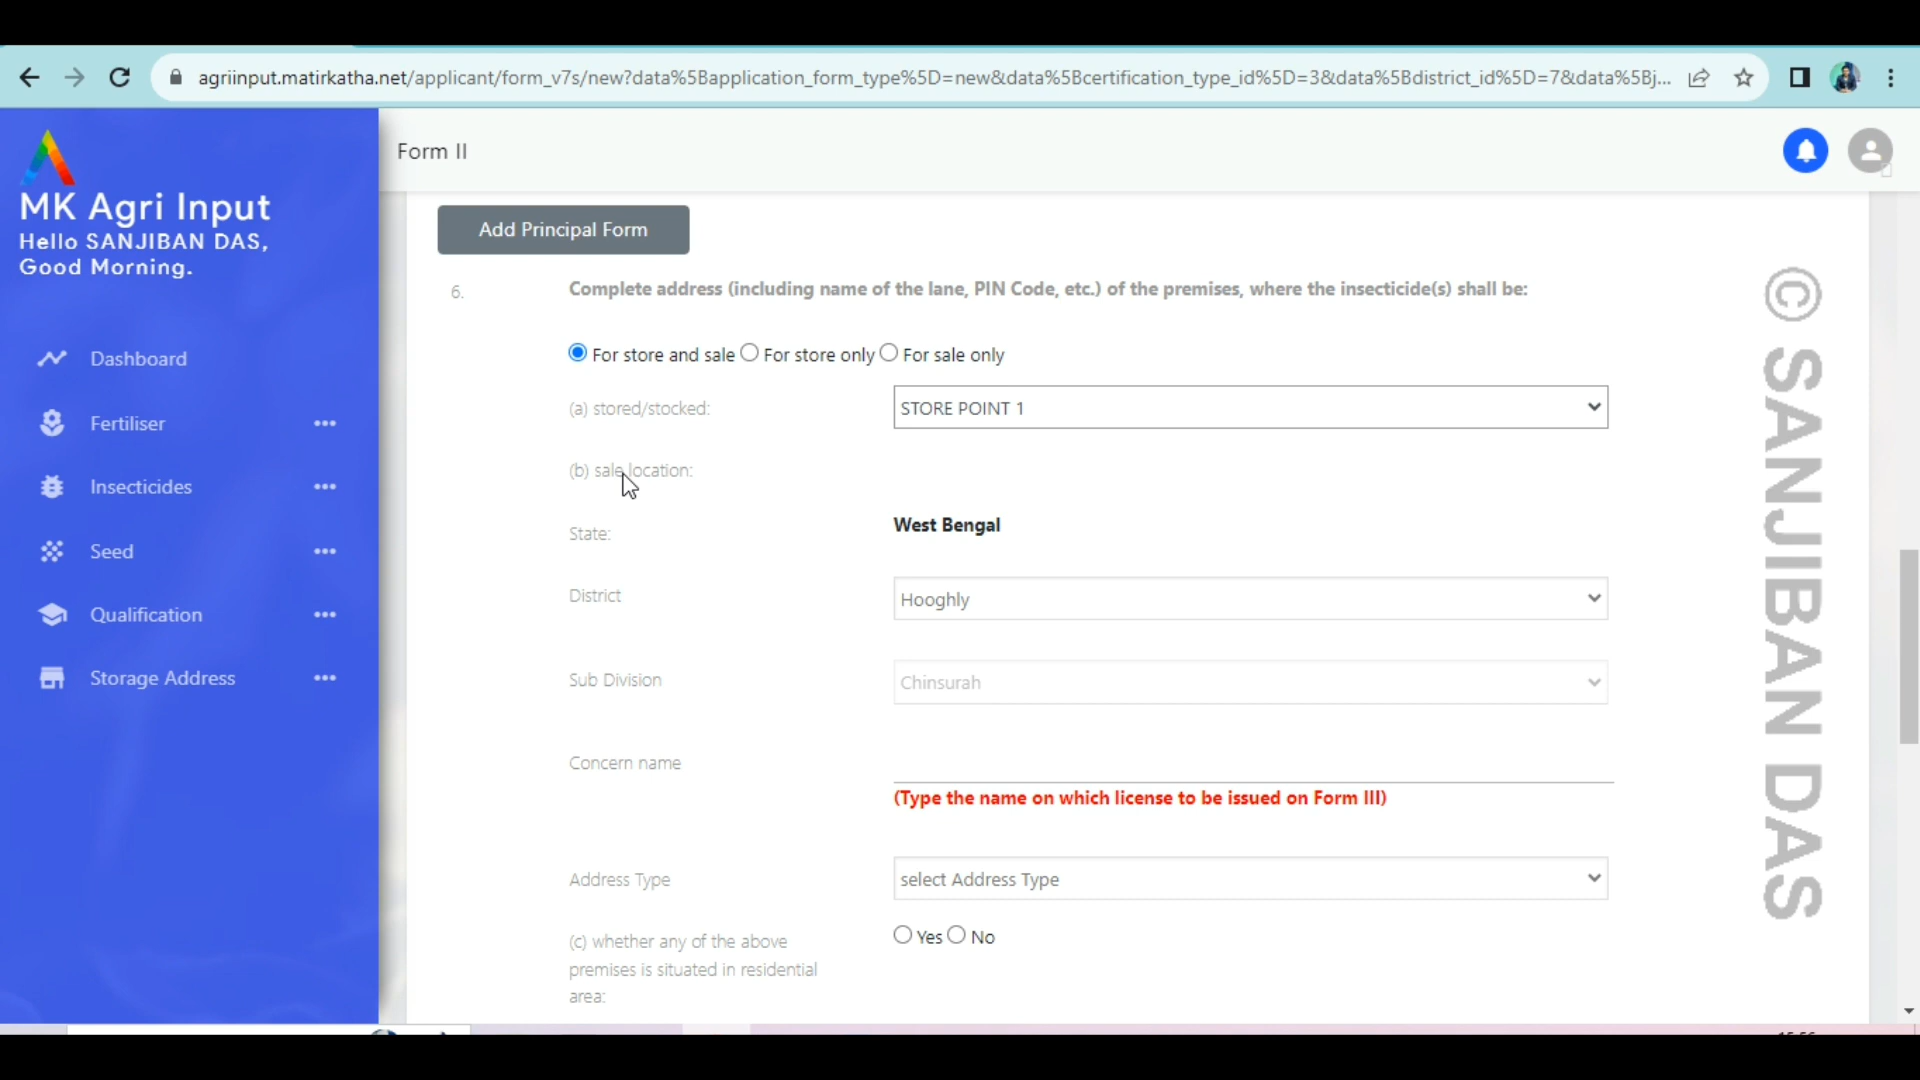 agriinput.matirkatha.net/applicant/form_v7s/new?data%5Bapplication_form_type%5D=new&data%5Bcertification_type_id%5D=3&data%5Bdistrict_id%5D=7&data%5Bj...
MK Agri Input
Hello SANJIBAN DAS,
Good Morning.
Dashboard
Fertiliser
Insecticides
Seed
Qualification
Storage Address
Form II
Add Principal Form
6. Complete address (including name of the lane, PIN Code, etc.) of the premises, where the insecticide(s) shall be:
For store and sale For store only For sale only
(a) stored/stocked: STORE POINT 1
(b) sale location:
State: West Bengal
District Hooghly
Sub Division Chinsurah
Concern name
(Type the name on which license to be issued on Form III)
Address Type select Address Type
(c) whether any of the above Yes No
premises is situated in residential
area:
© SANJIBAN DAS